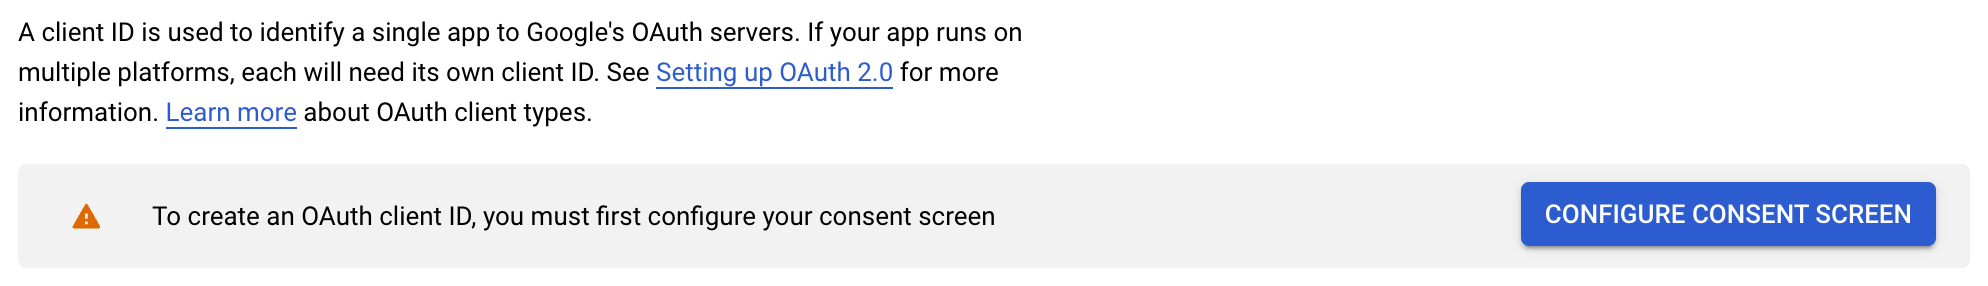 A client ID is used to identify a single app to Google's OAuth servers. If your app runs on
multiple platforms, each will need its own client ID. See Setting up OAuth 2.0 for more
information. Learn more about OAuth client types.
To create an OAuth client ID, you must first configure your consent screen
CONFIGURE CONSENT SCREEN